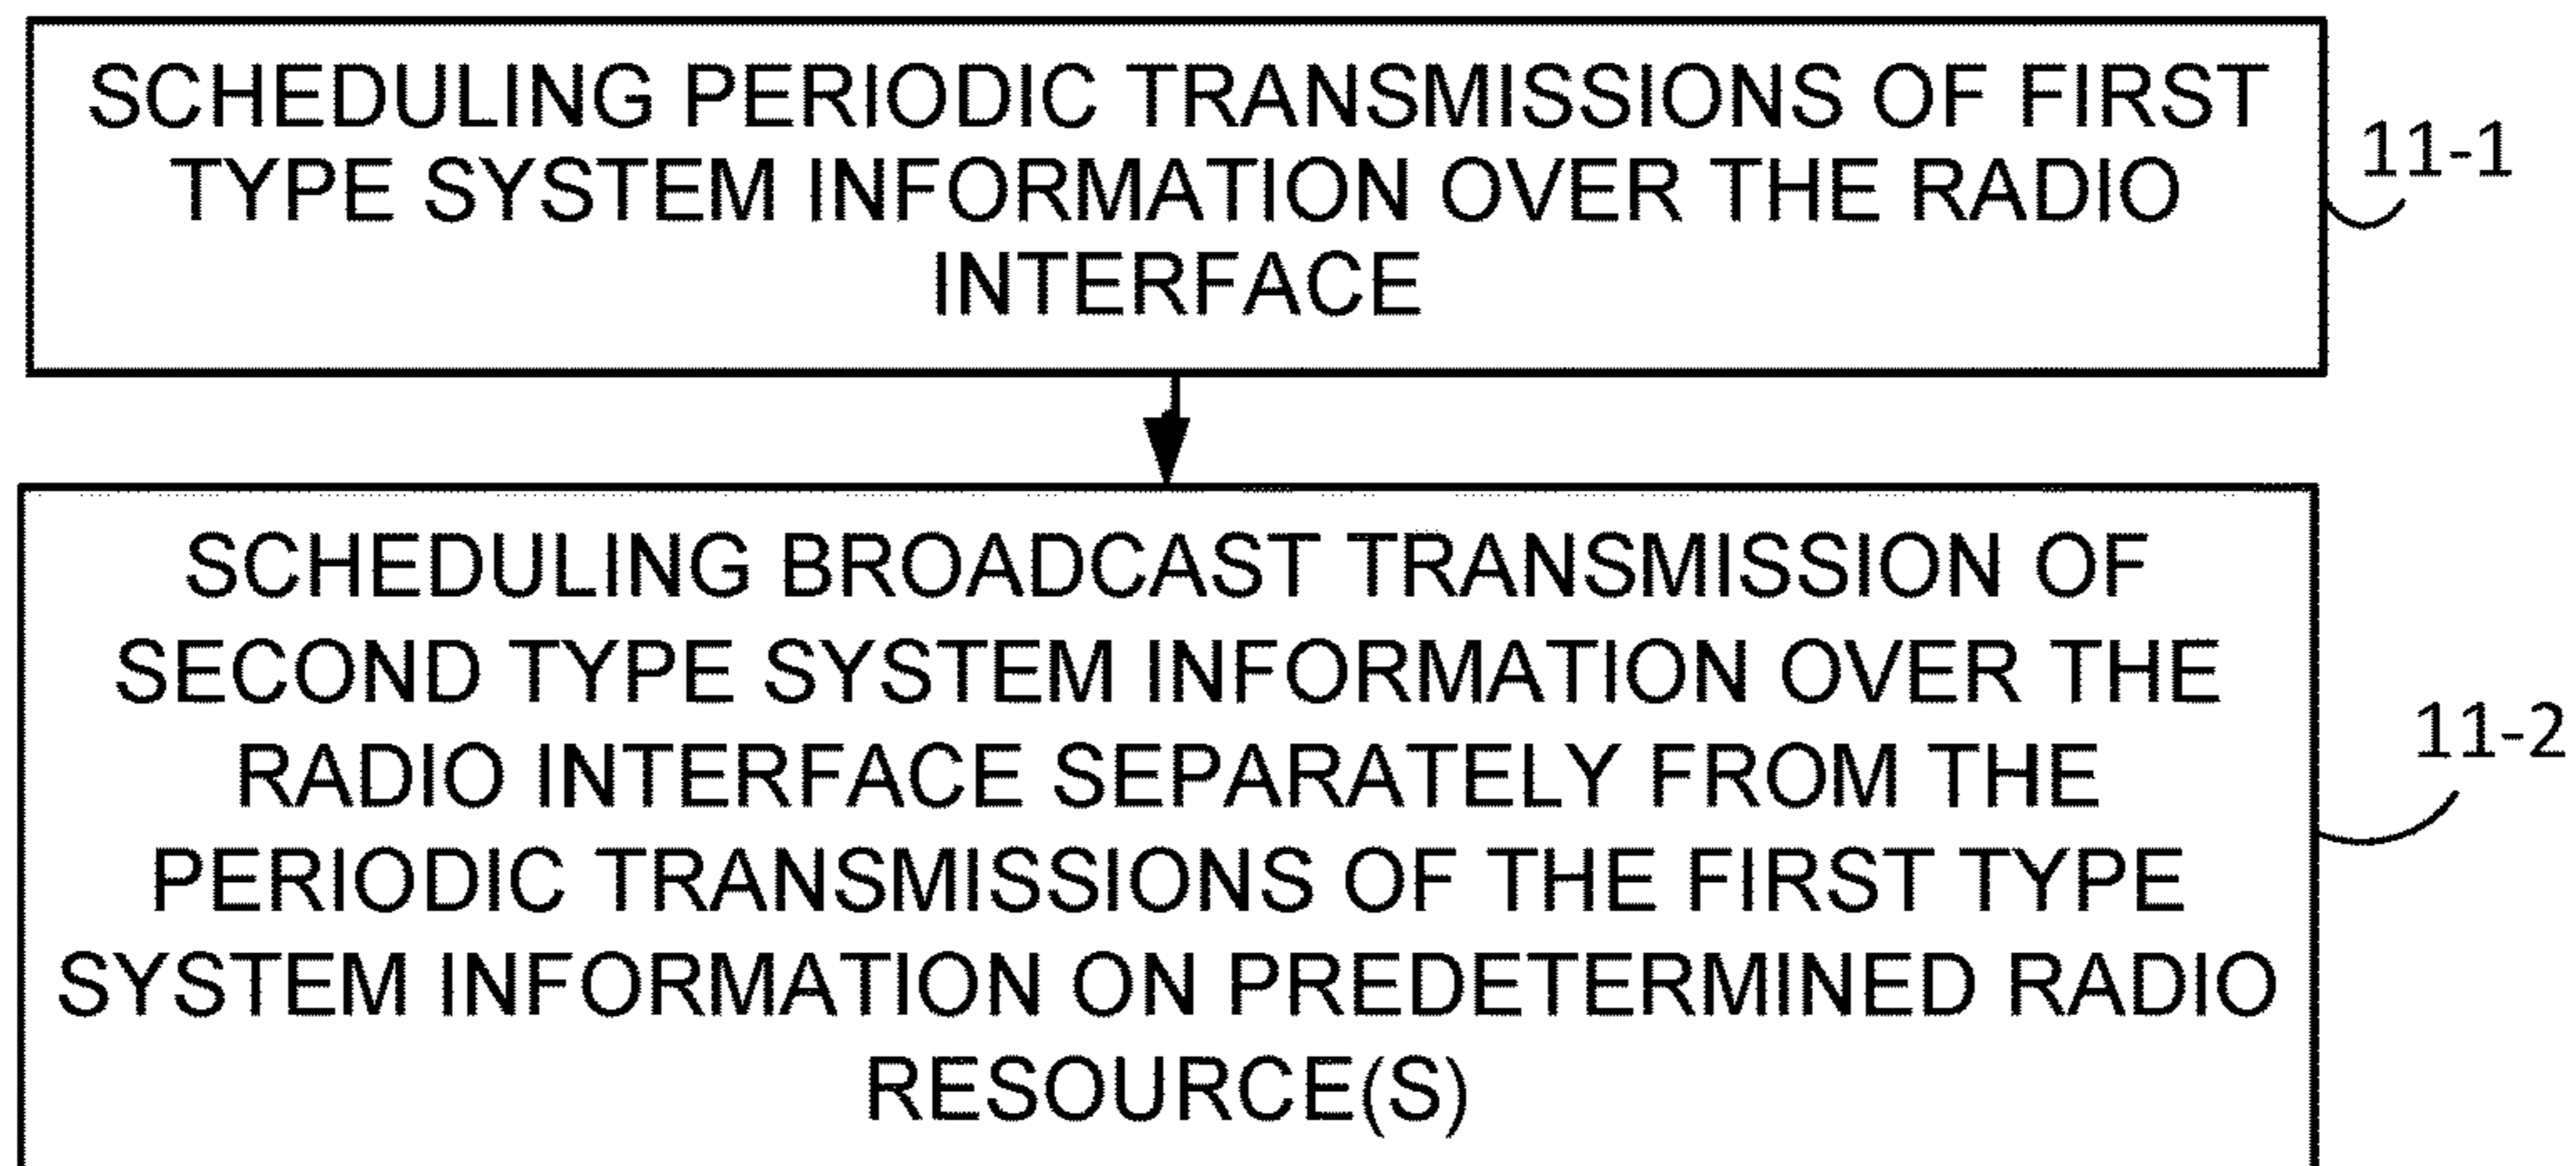 SCHEDULING PERIODIC TRANSMISSIONS OF FIRST
TYPE SYSTEM INFORMATION OVER THE RADIO
INTERFACE
11-1
SCHEDULING BROADCAST TRANSMISSION OF
SECOND TYPE SYSTEM INFORMATION OVER THE
RADIO INTERFACE SEPARATELY FROM THE
PERIODIC TRANSMISSIONS OF THE FIRST TYPE
SYSTEM INFORMATION ON PREDETERMINED RADIO
RESOURCE(S)
11-2